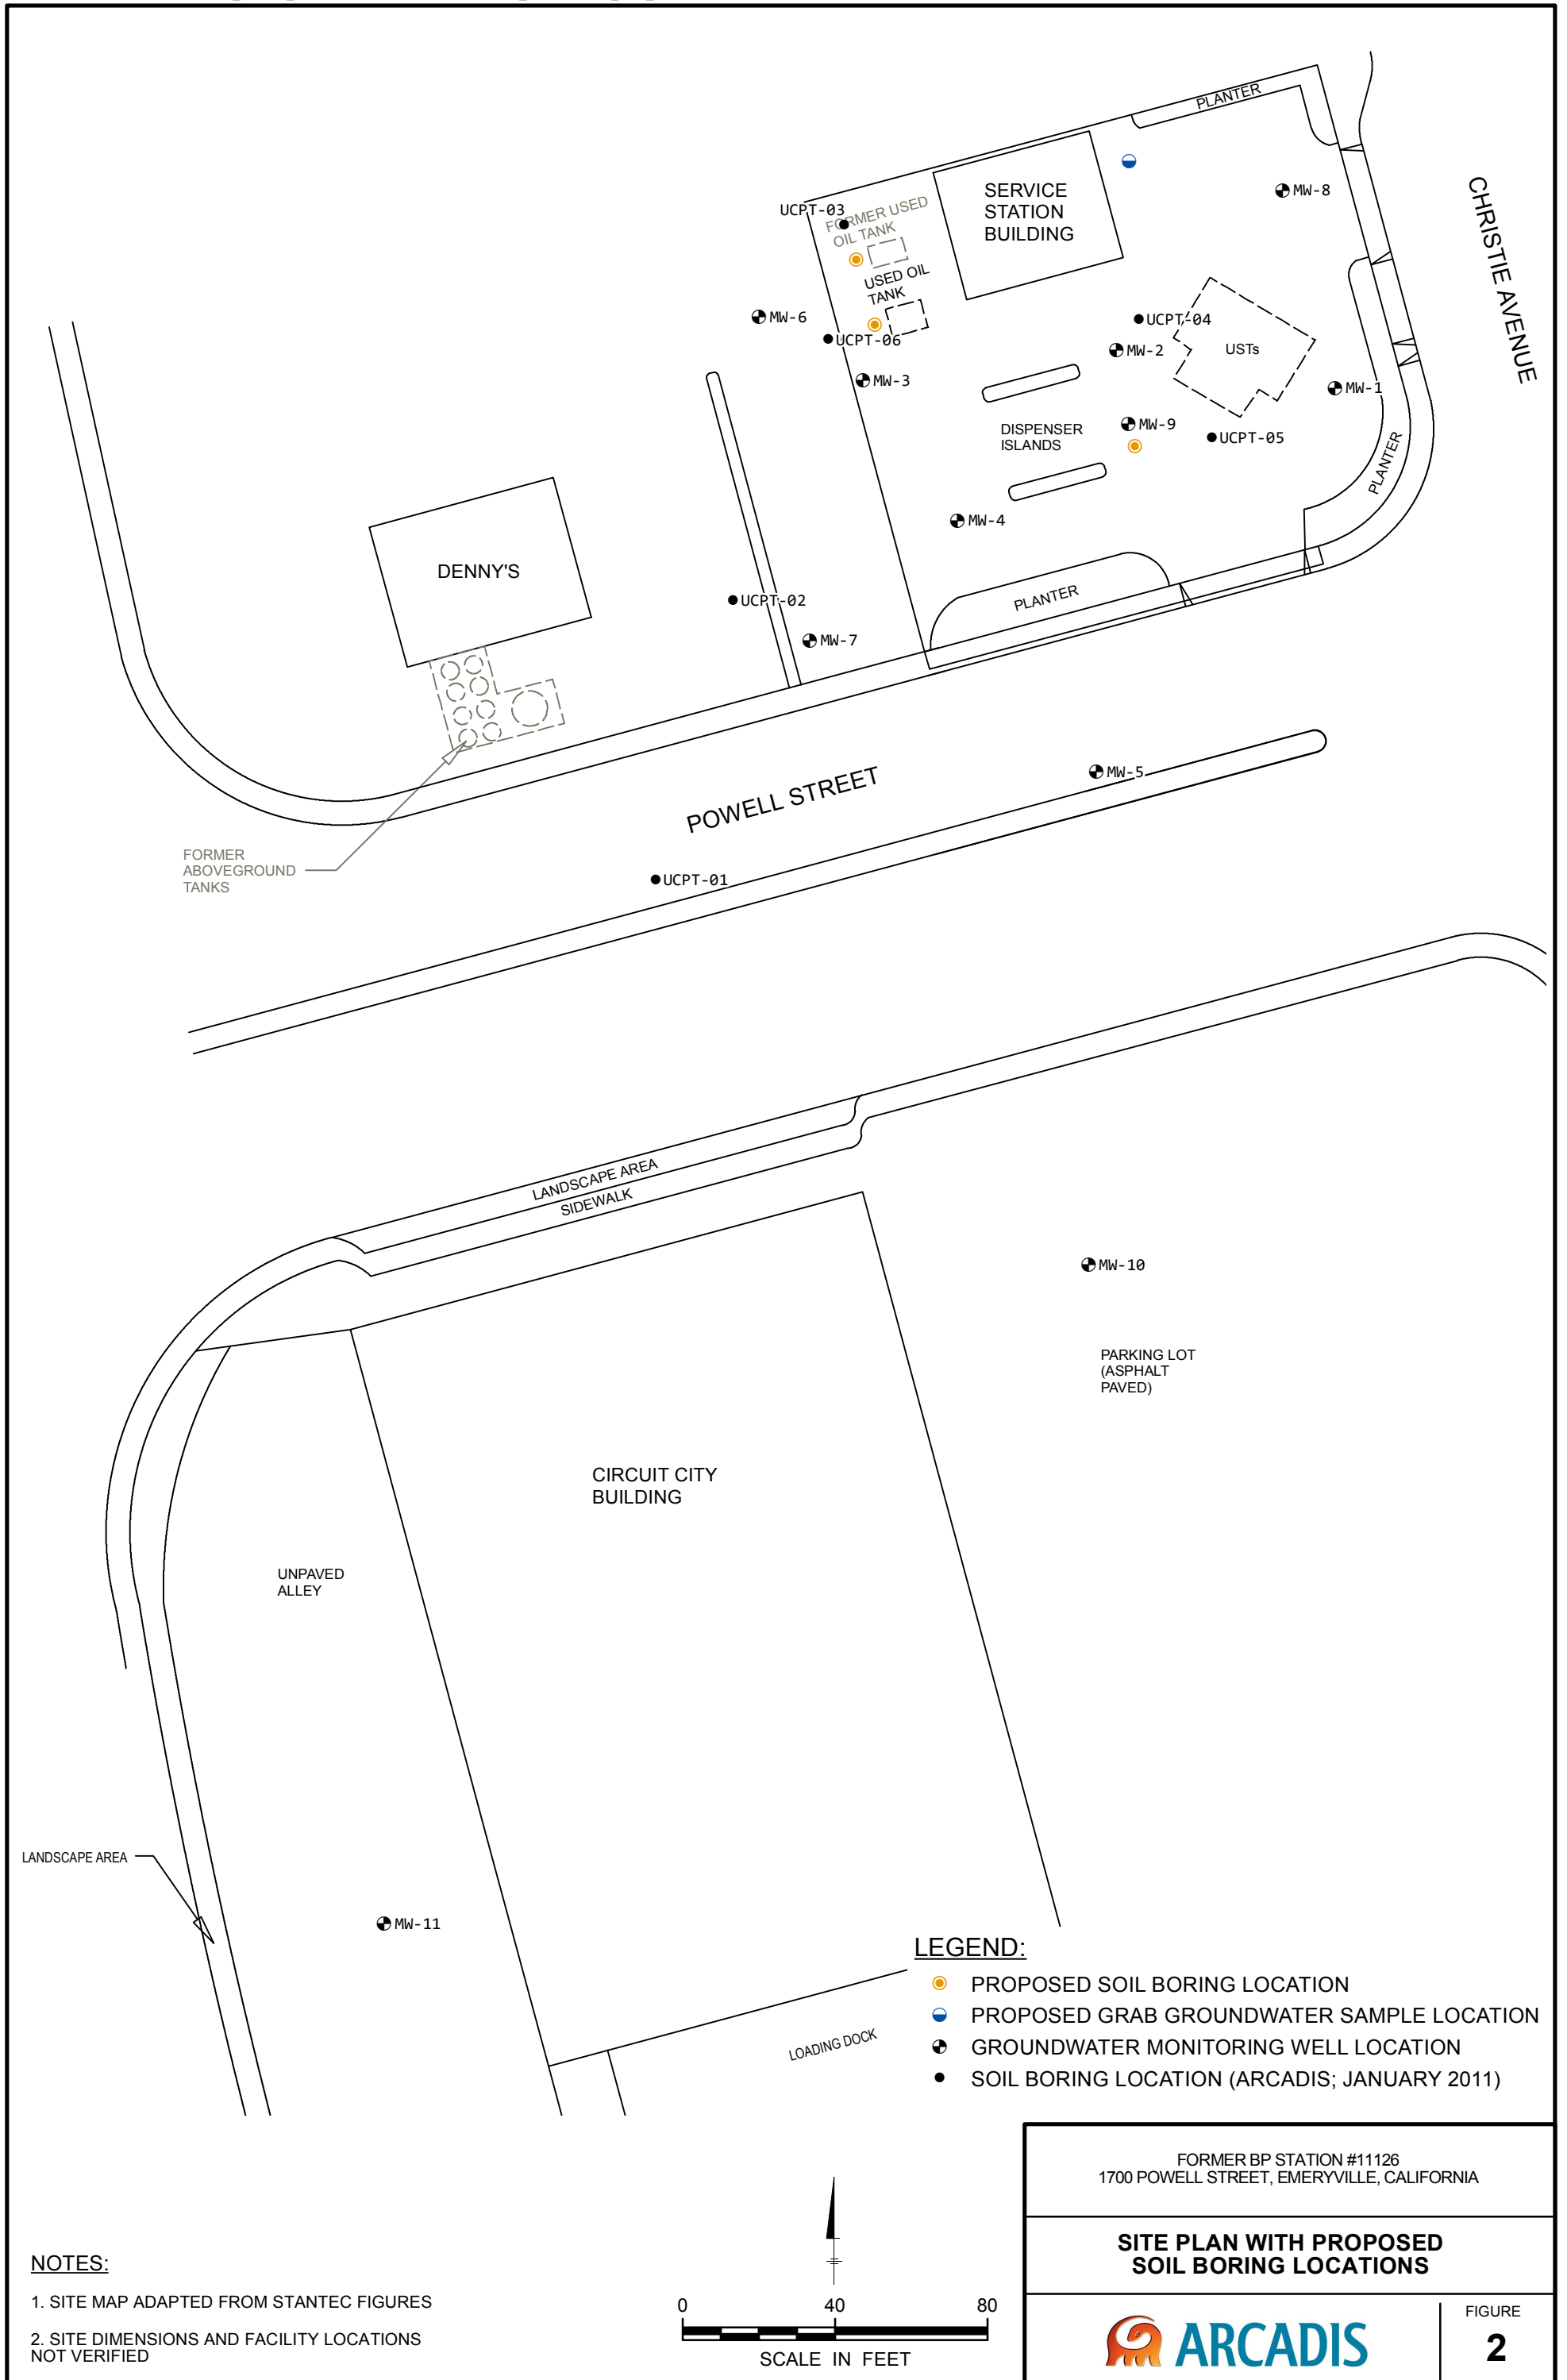 PLANTER
SERVICE
STATION
BUILDING
MW-8
CHRISTIE AVENUE
UCPT-03
FORMER USED
OIL TANK
USED OIL
TANK
MW-6
UCPT-06
UCPT-04
MW-2
USTs
MW-3
MW-1
DISPENSER
ISLANDS
MW-9
UCPT-05
PLANTER
MW-4
DENNY'S
UCPT-02
PLANTER
MW-7
POWELL STREET
MW-5
FORMER
ABOVEGROUND
TANKS
UCPT-01
LANDSCAPE AREA
SIDEWALK
MW-10
PARKING LOT
(ASPHALT
PAVED)
CIRCUIT CITY
BUILDING
UNPAVED
ALLEY
LANDSCAPE AREA
MW-11
LOADING DOCK
LEGEND:
PROPOSED SOIL BORING LOCATION
PROPOSED GRAB GROUNDWATER SAMPLE LOCATION
GROUNDWATER MONITORING WELL LOCATION
SOIL BORING LOCATION (ARCADIS; JANUARY 2011)
NOTES:
1. SITE MAP ADAPTED FROM STANTEC FIGURES
2. SITE DIMENSIONS AND FACILITY LOCATIONS
NOT VERIFIED
0 40 80
SCALE IN FEET
FORMER BP STATION #11126
1700 POWELL STREET, EMERYVILLE, CALIFORNIA
SITE PLAN WITH PROPOSED
SOIL BORING LOCATIONS
ARCADIS
FIGURE
2